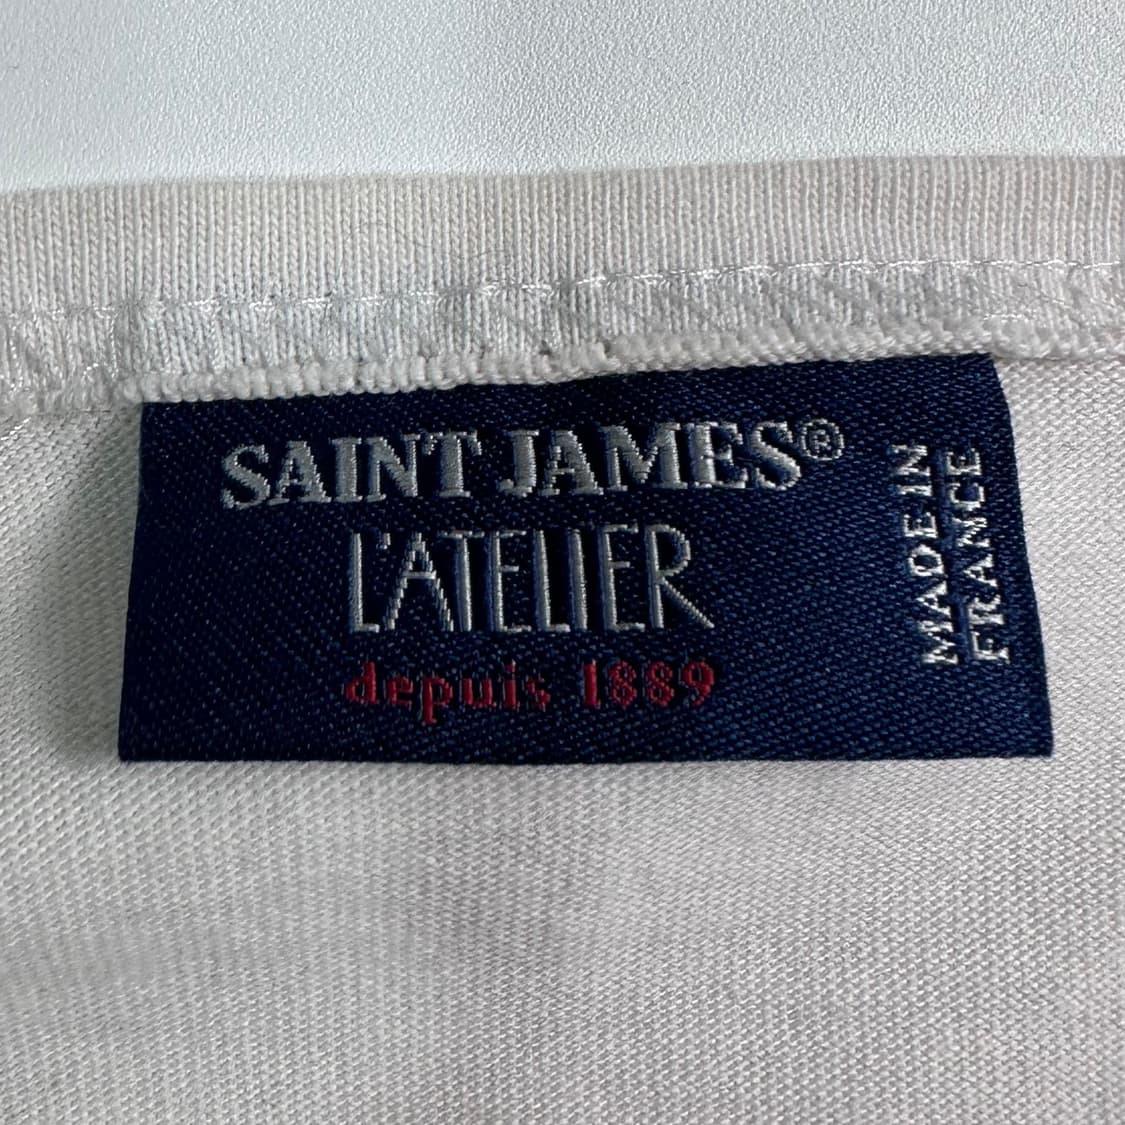 SAINT JAMES®
L'ATELIER
depuis 1889
MADE IN
FRANCE